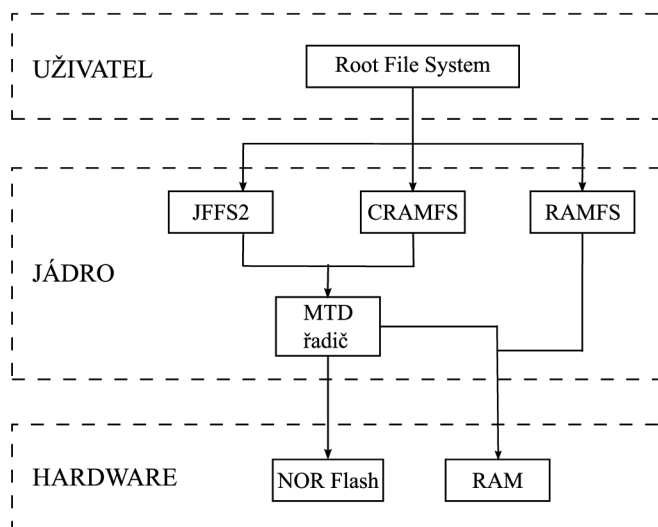 UŽIVATEL
Root File System
JFFS2
CRAMFS
RAMFS
JÁDRO
MTD
řadič
HARDWARE
NOR Flash
RAM